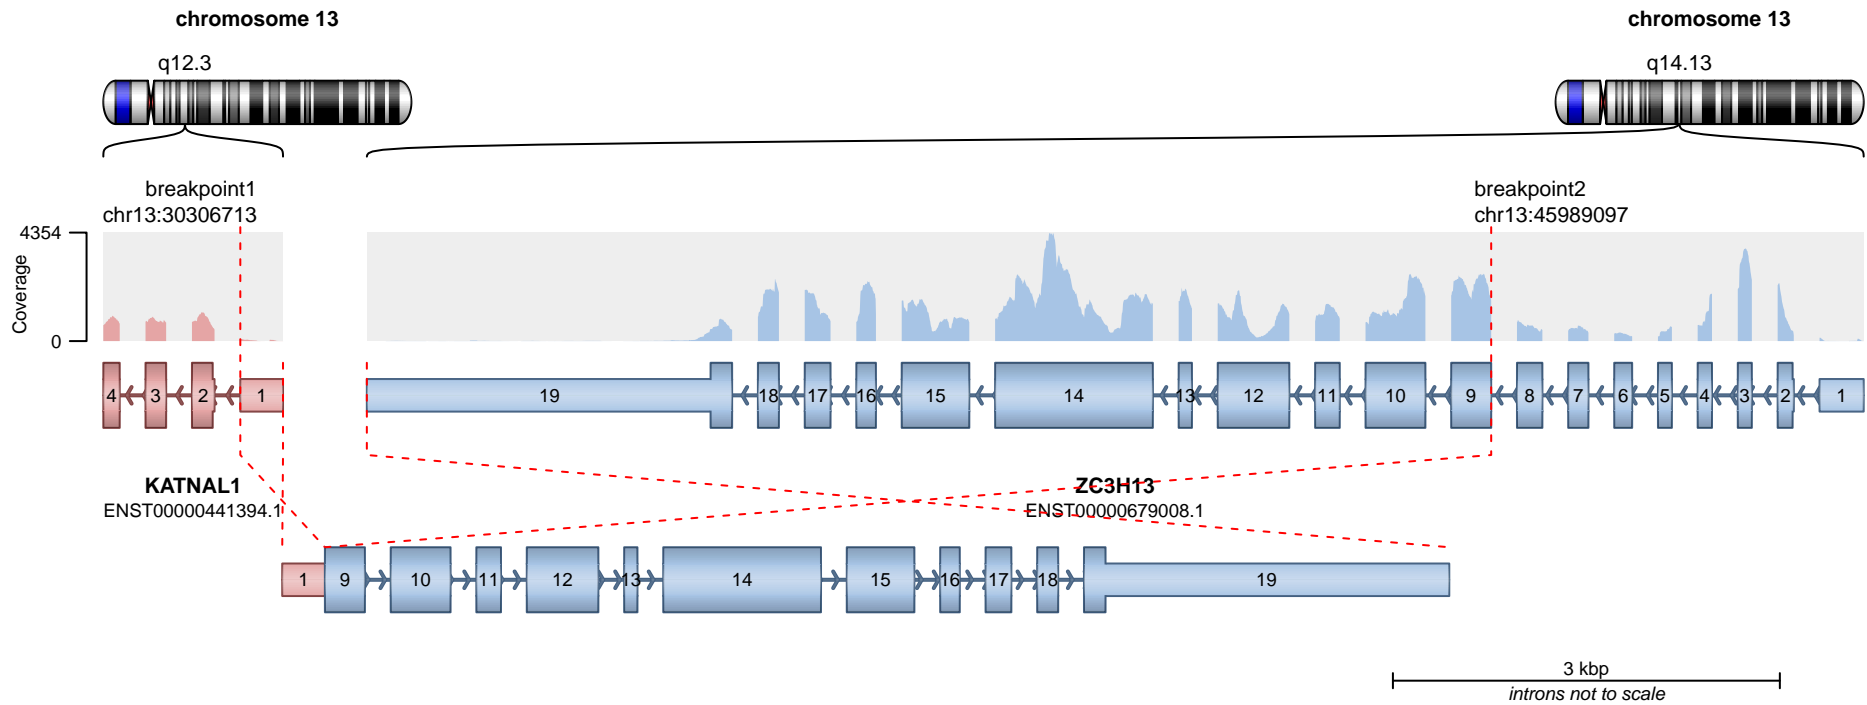 chromosome 13
chromosome 13
q12.3
q14.13
breakpoint1
chr13:30306713
breakpoint2
chr13:45989097
4354
Coverage
0
4 3 2 1
19 18 17 16 15 14 13 12 11 10 9 8 7 6 5 4 3 2 1
KATNAL1
ENST00000441394.1
ZC3H13
ENST00000679008.1
1 9 10 11 12 13 14 15 16 17 18 19
3 kbp
introns not to scale